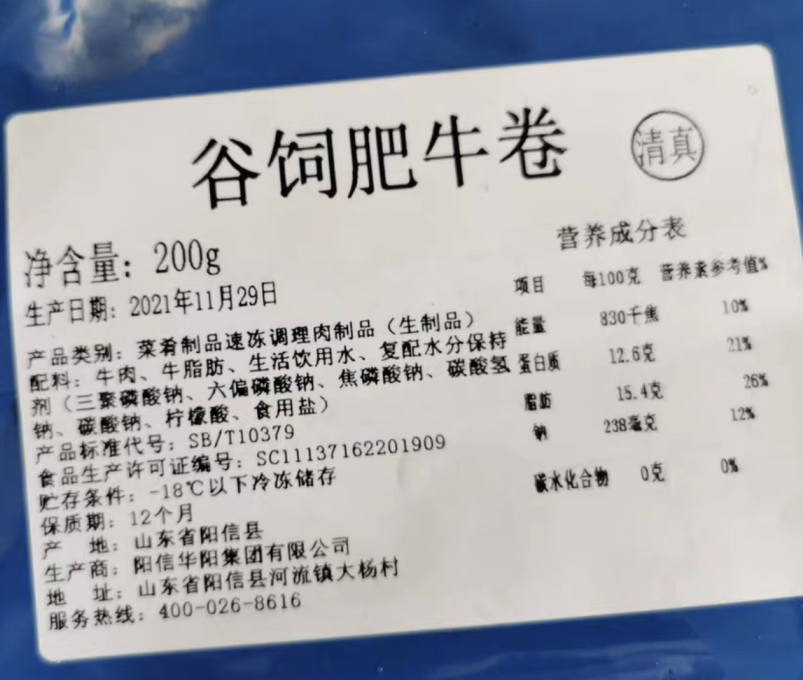 谷饲肥牛卷 清真
净含量：200g
生产日期：2021年11月29日
产品类别：菜肴制品速冻调理肉制品（生制品）
配料：牛肉、牛脂肪、生活饮用水、复配水分保持
剂（三聚磷酸钠、六偏磷酸钠、焦磷酸钠、碳酸氢
钠、碳酸钠、柠檬酸、食用盐）
产品标准代号：SB/T10379
食品生产许可证编号：SC11137162201909
贮存条件：-18℃以下冷冻储存
保质期：12个月
产 地：山东省阳信县
生产商：阳信华阳集团有限公司
地 址：山东省阳信县河流镇大杨村
服务热线：400-026-8616
营养成分表
项目 每100克 营养素参考值%
能量 830千焦 10%
蛋白质 12.6克 21%
脂肪 15.4克 26%
钠 238毫克 12%
碳水化合物 0克 0%